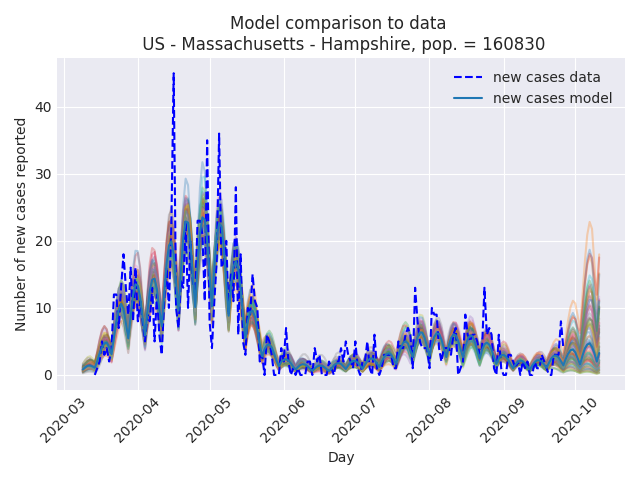 Model comparison to data
US - Massachusetts - Hampshire, pop. = 160830
new cases data
new cases model
Number of new cases reported
40
30
20
10
0
2020-03
2020-04
2020-05
2020-06
2020-07
2020-08
2020-09
2020-10
Day